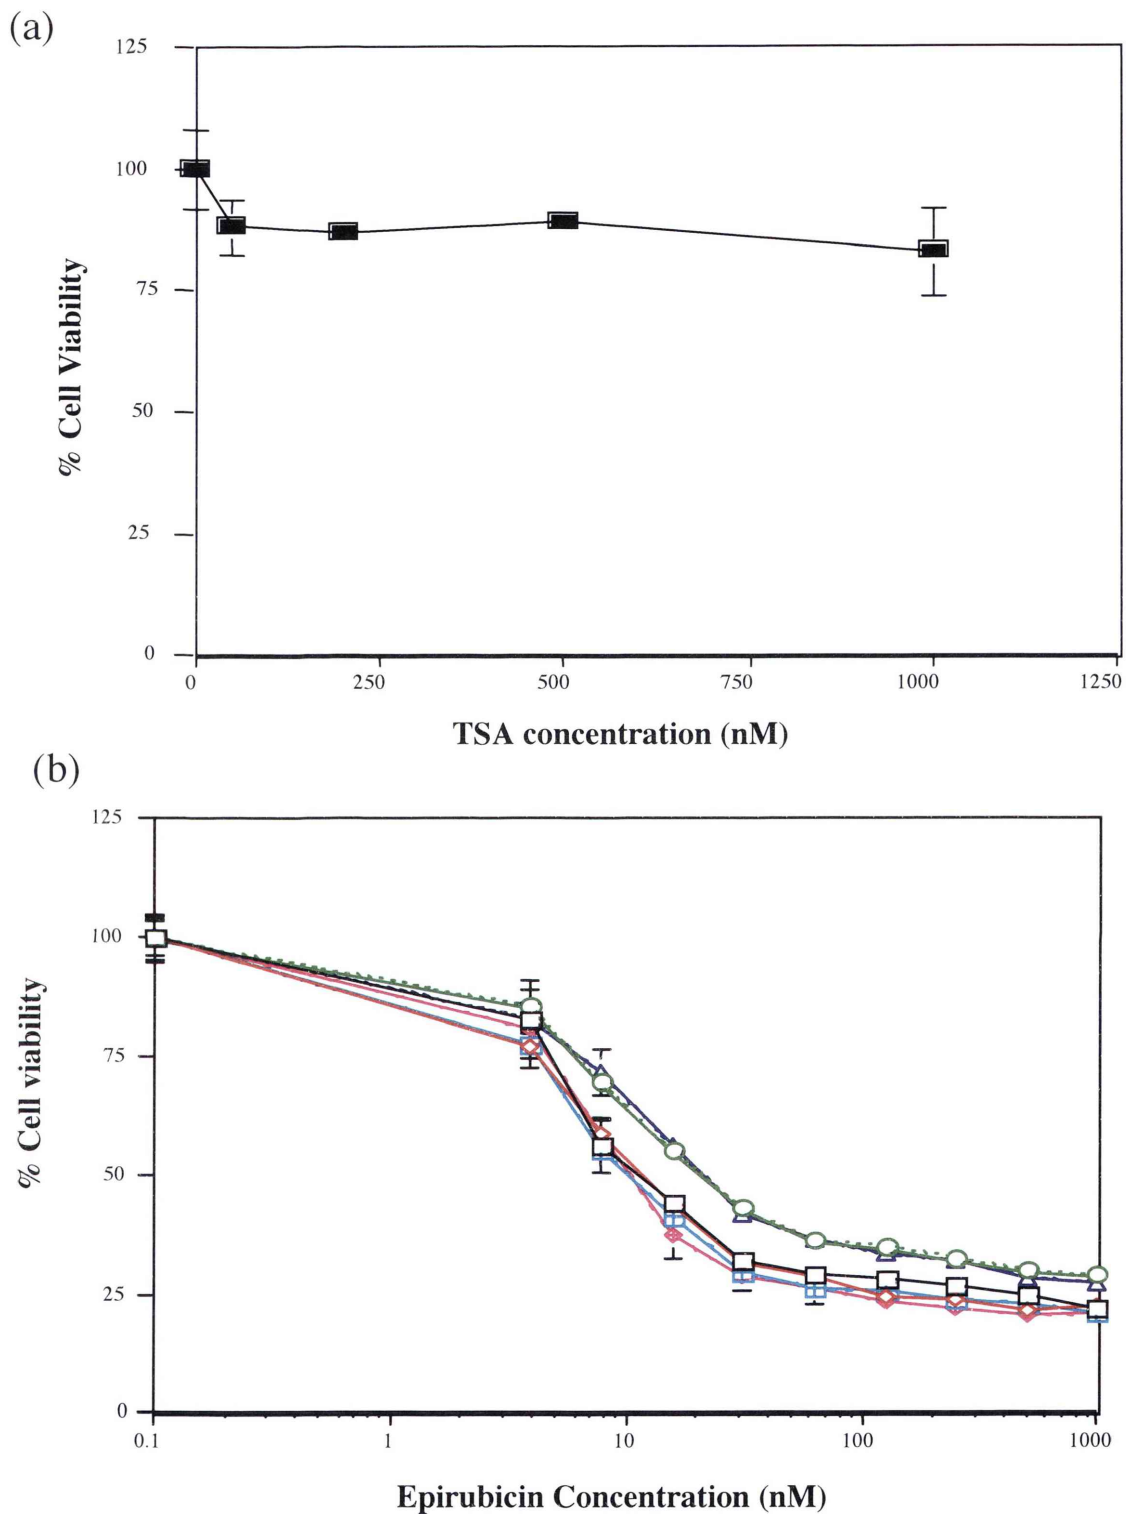 (a)
125
100
75
50
25
0
% Cell Viability
0 250 500 750 1000 1250
TSA concentration (nM)
(b)
125
100
75
50
25
0
% Cell viability
0.1 1 10 100 1000
Epirubicin Concentration (nM)